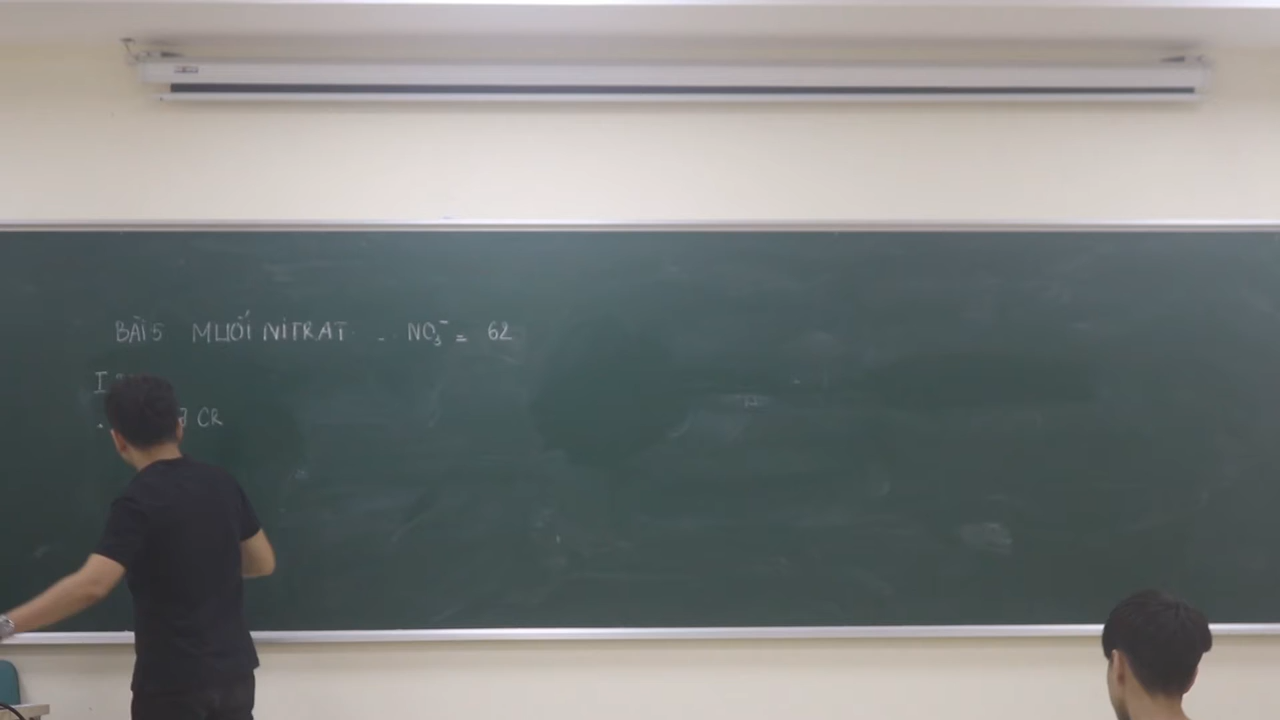 BÀI 5 MUỐI NITRAT. - . NO₃⁻ = 62
I
CR